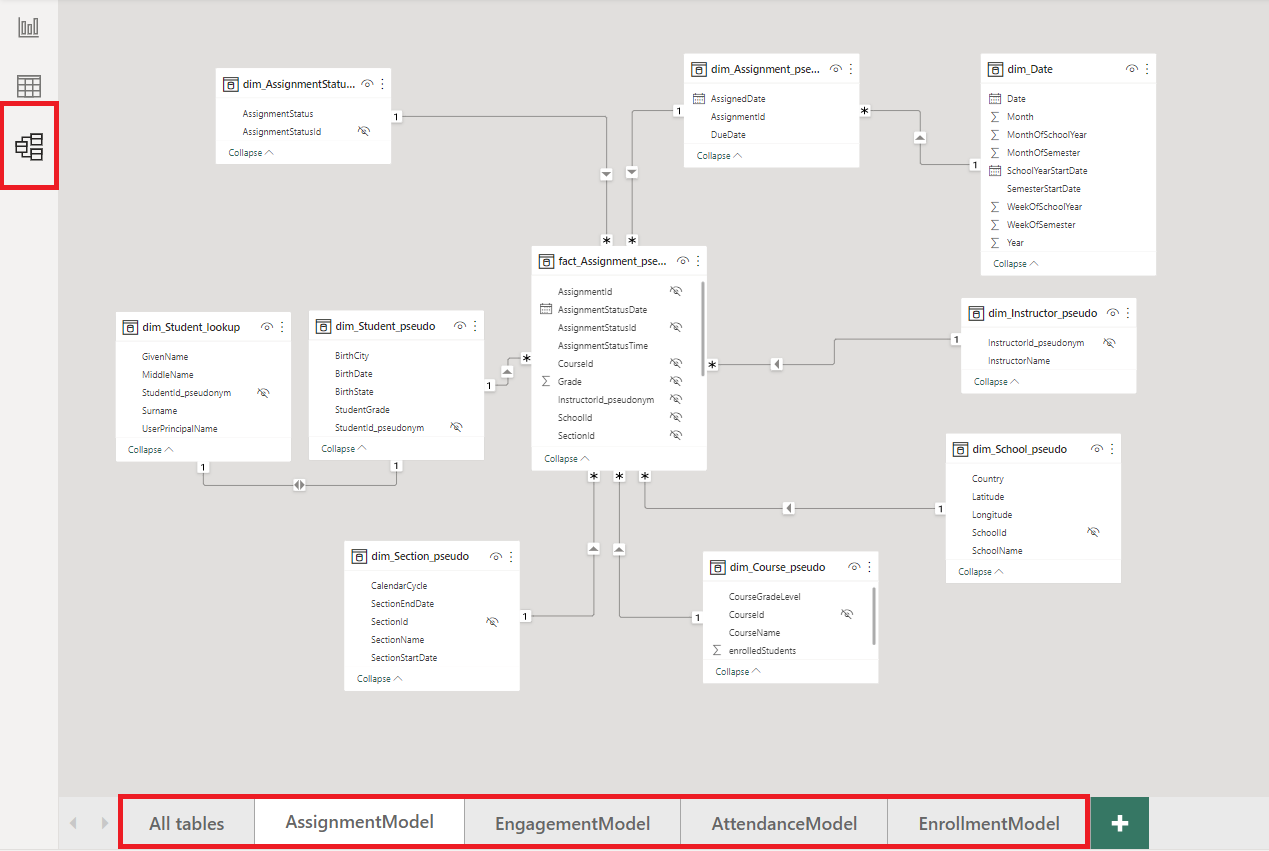 dim_AssignmentStatu...
AssignmentStatus
AssignmentStatusId
Collapse
1
*
dim_Assignment_pse...
AssignedDate
AssignmentId
DueDate
Collapse
1
*
*
1
dim_Date
Date
Month
MonthOfSchoolYear
MonthOfSemester
SchoolYearStartDate
SemesterStartDate
WeekOfSchoolYear
WeekOfSemester
Year
Collapse
fact_Assignment_pse...
AssignmentId
AssignmentStatusDate
AssignmentStatusId
AssignmentStatusTime
CourseId
Grade
InstructorId_pseudonym
SchoolId
SectionId
Collapse
dim_Student_lookup
GivenName
MiddleName
StudentId_pseudonym
Surname
UserPrincipalName
Collapse
1
dim_Student_pseudo
BirthCity
BirthDate
BirthState
StudentGrade
StudentId_pseudonym
Collapse
1
1
*
*
1
dim_Instructor_pseudo
InstructorId_pseudonym
InstructorName
Collapse
dim_School_pseudo
Country
Latitude
Longitude
SchoolId
SchoolName
Collapse
1
*
*
*
dim_Section_pseudo
CalendarCycle
SectionEndDate
SectionId
SectionName
SectionStartDate
Collapse
1
dim_Course_pseudo
CourseGradeLevel
CourseId
CourseName
enrolledStudents
Collapse
1
All tables
AssignmentModel
EngagementModel
AttendanceModel
EnrollmentModel
+